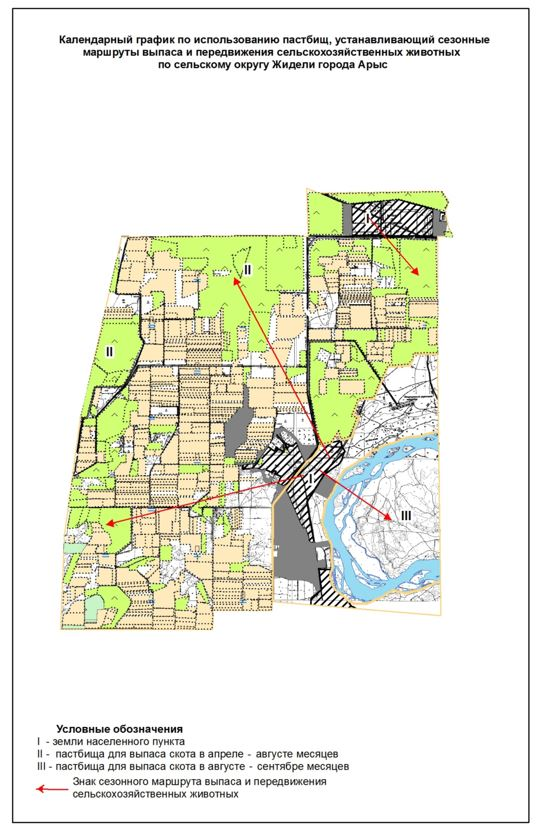 Календарный график по использованию пастбищ, устанавливающий сезонные
маршруты выпаса и передвижения сельскохозяйственных животных
по сельскому округу Жидели города Арыс
I
II
II
I
III
Условные обозначения
I - земли населенного пункта
II - пастбища для выпаса скота в апреле - августе месяцев
III - пастбища для выпаса скота в августе - сентябре месяцев
Знак сезонного маршрута выпаса и передвижения
сельскохозяйственных животных